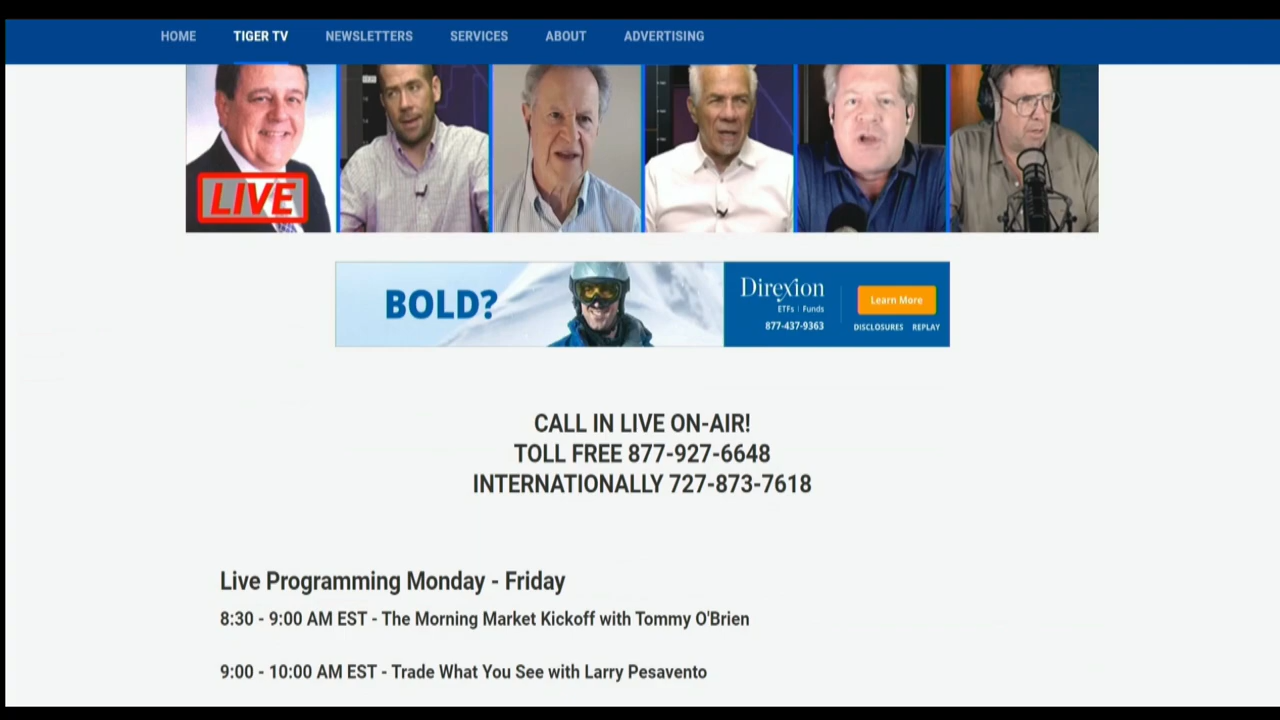 HOME TIGER TV NEWSLETTERS SERVICES ABOUT ADVERTISING
LIVE
BOLD?
Direxion
ETFs | Funds
877-437-9363
Learn More
DISCLOSURES REPLAY
CALL IN LIVE ON-AIR!
TOLL FREE 877-927-6648
INTERNATIONALLY 727-873-7618
Live Programming Monday - Friday
8:30 - 9:00 AM EST - The Morning Market Kickoff with Tommy O'Brien
9:00 - 10:00 AM EST - Trade What You See with Larry Pesavento